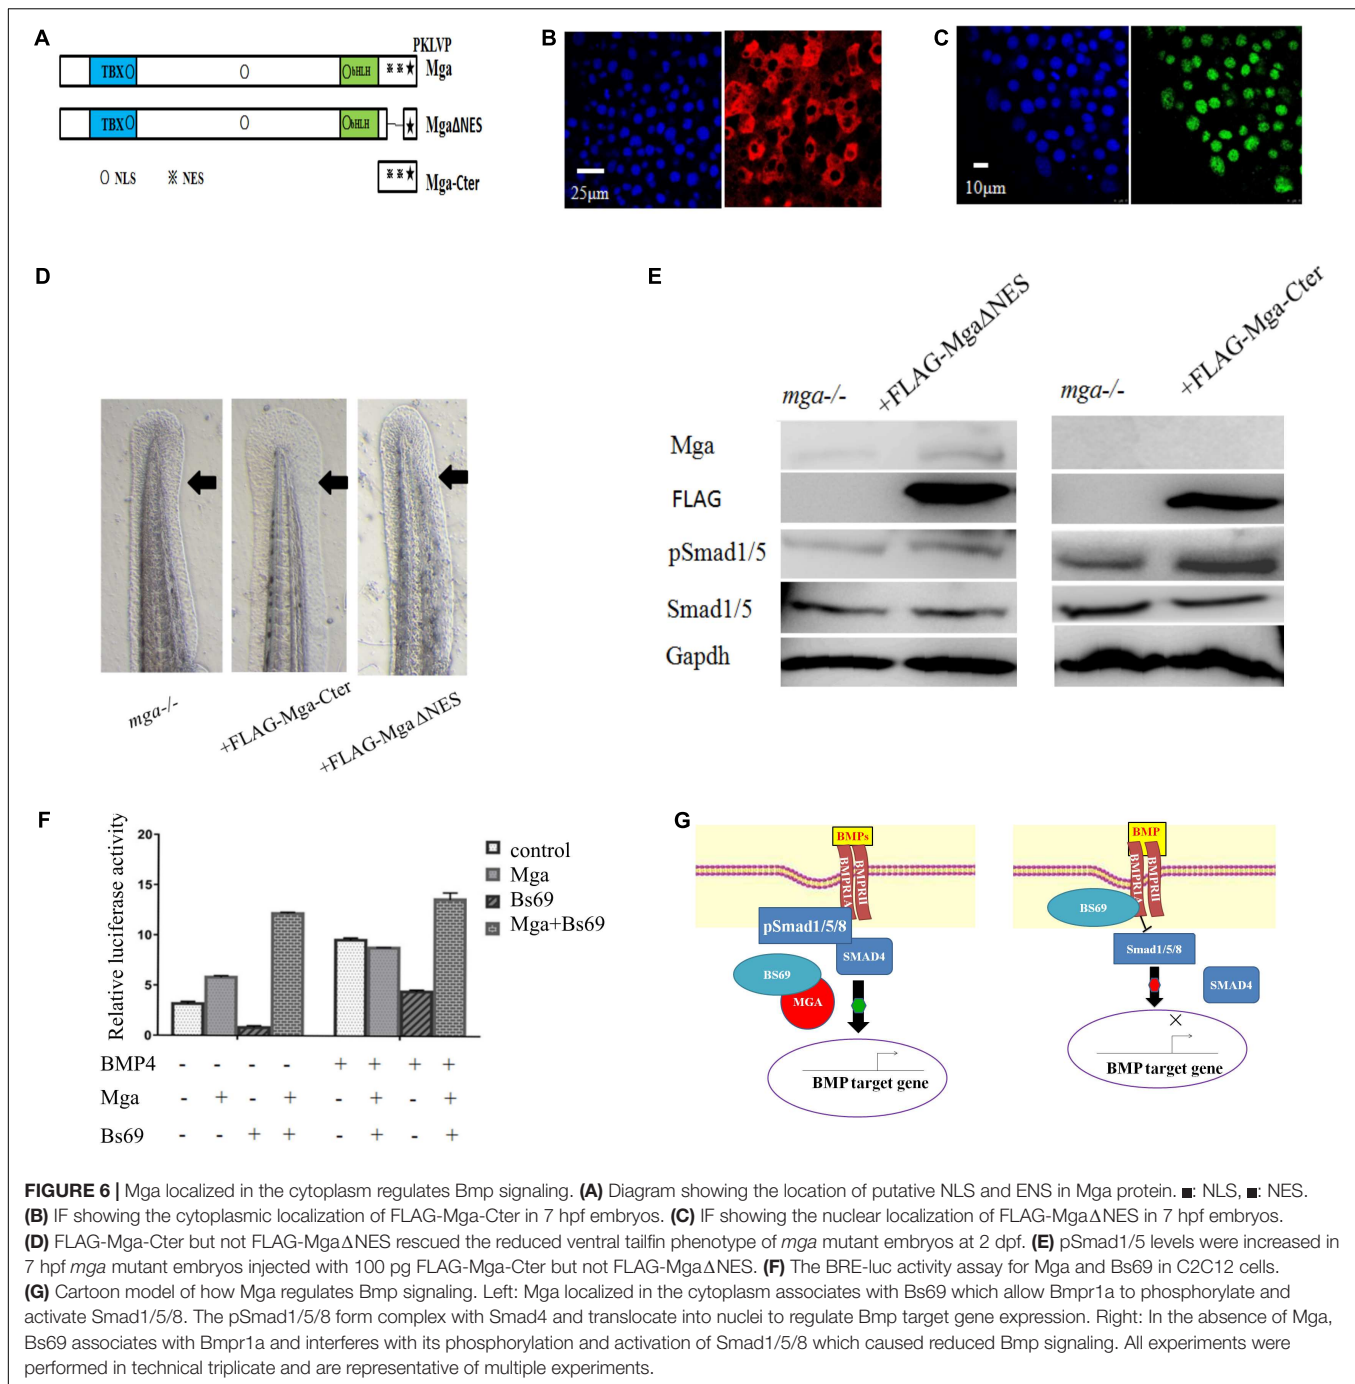 A
PKLVP
TBX
bHLH
Mga
TBX
bHLH
MgaΔNES
NLS
NES
Mga-Cter
B
25μm
C
10μm
D
mga-/-
+FLAG-Mga-Cter
+FLAG-MgaΔNES
E
mga-/-
+FLAG-MgaΔNES
mga-/-
+FLAG-Mga-Cter
Mga
FLAG
pSmad1/5
Smad1/5
Gapdh
F
Relative luciferase activity
20
15
10
5
0
control
Mga
Bs69
Mga+Bs69
BMP4 - - - - + + + +
Mga - + - + - + - +
Bs69 - - + + - + - +
G
BMPs
BMPRIA
BMPRII
pSmad1/5/8
SMAD4
BS69
MGA
BMP target gene
BMP
BMPRIA
BMPRII
BS69
Smad1/5/8
SMAD4
BMP target gene
FIGURE 6 | Mga localized in the cytoplasm regulates Bmp signaling. (A) Diagram showing the location of putative NLS and ENS in Mga protein. ■: NLS, ■: NES.
(B) IF showing the cytoplasmic localization of FLAG-Mga-Cter in 7 hpf embryos. (C) IF showing the nuclear localization of FLAG-MgaΔNES in 7 hpf embryos.
(D) FLAG-Mga-Cter but not FLAG-MgaΔNES rescued the reduced ventral tailfin phenotype of mga mutant embryos at 2 dpf. (E) pSmad1/5 levels were increased in
7 hpf mga mutant embryos injected with 100 pg FLAG-Mga-Cter but not FLAG-MgaΔNES. (F) The BRE-luc activity assay for Mga and Bs69 in C2C12 cells.
(G) Cartoon model of how Mga regulates Bmp signaling. Left: Mga localized in the cytoplasm associates with Bs69 which allow Bmpr1a to phosphorylate and
activate Smad1/5/8. The pSmad1/5/8 form complex with Smad4 and translocate into nuclei to regulate Bmp target gene expression. Right: In the absence of Mga,
Bs69 associates with Bmpr1a and interferes with its phosphorylation and activation of Smad1/5/8 which caused reduced Bmp signaling. All experiments were
performed in technical triplicate and are representative of multiple experiments.